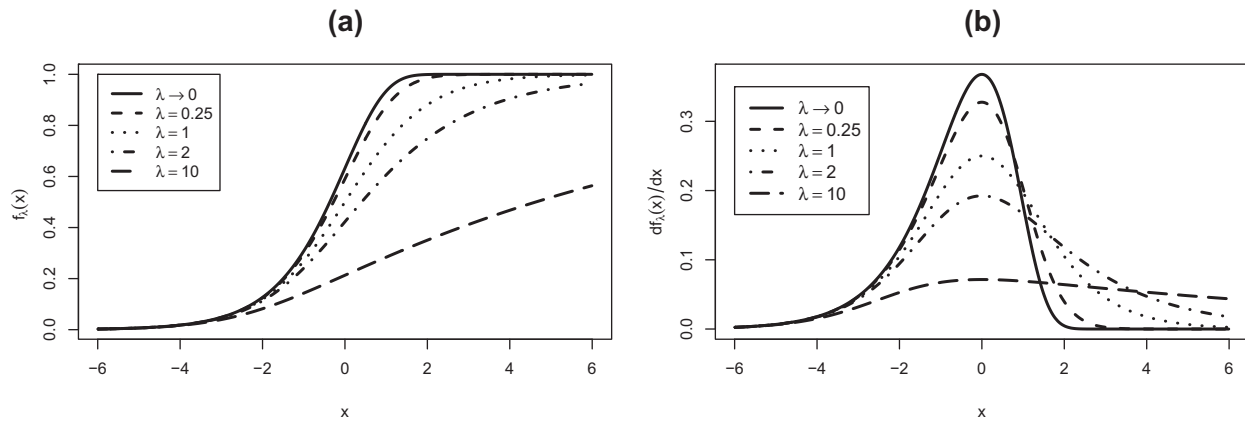 (a)
1.0
0.8
0.6
0.4
0.2
0.0
fλ(x)
λ → 0
λ = 0.25
λ = 1
λ = 2
λ = 10
−6
−4
−2
0
2
4
6
x
(b)
0.3
0.2
0.1
0.0
dfλ(x)/dx
λ → 0
λ = 0.25
λ = 1
λ = 2
λ = 10
−6
−4
−2
0
2
4
6
x